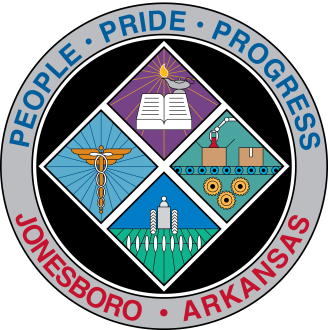 PEOPLE • PRIDE • PROGRESS
JONESBORO • ARKANSAS